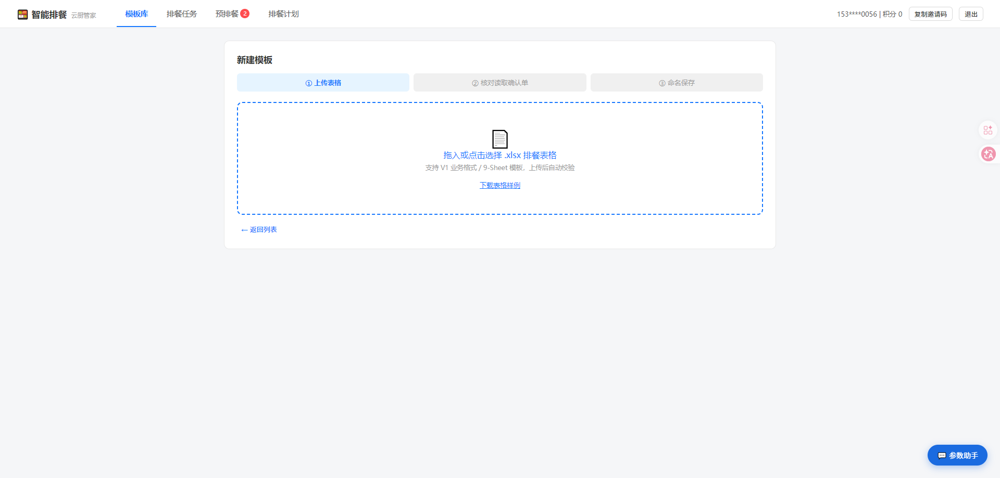 智能排餐 云厨管家 模板库 排餐任务 预排餐 2 排餐计划 153****0056 | 积分 0 复制邀请码 退出
新建模板
① 上传表格 ② 核对读取确认单 ③ 命名保存
拖入或点击选择 .xlsx 排餐表格
支持 V1 业务格式 / 9-Sheet 模板，上传后自动校验
下载表格样例
← 返回列表
参数助手